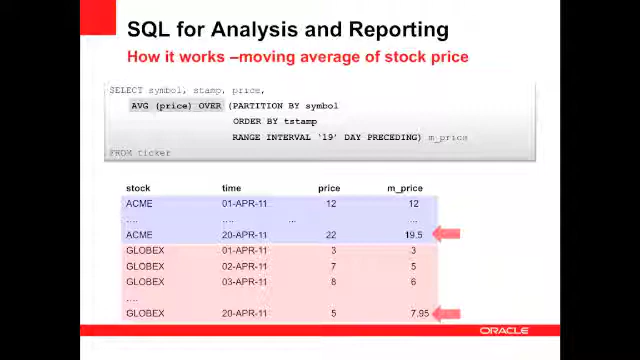 SQL for Analysis and Reporting
How it works –moving average of stock price
SELECT symbol, stamp, price,
AVG (price) OVER (PARTITION BY symbol
ORDER BY tstamp
RANGE INTERVAL ‘19’ DAY PRECEDING) m_price
FROM ticker
stock time price m_price
ACME 01-APR-11 12 12
.... .... ... ...
ACME 20-APR-11 22 19.5
GLOBEX 01-APR-11 3 3
GLOBEX 02-APR-11 7 5
GLOBEX 03-APR-11 8 6
....
GLOBEX 20-APR-11 5 7.95
ORACLE